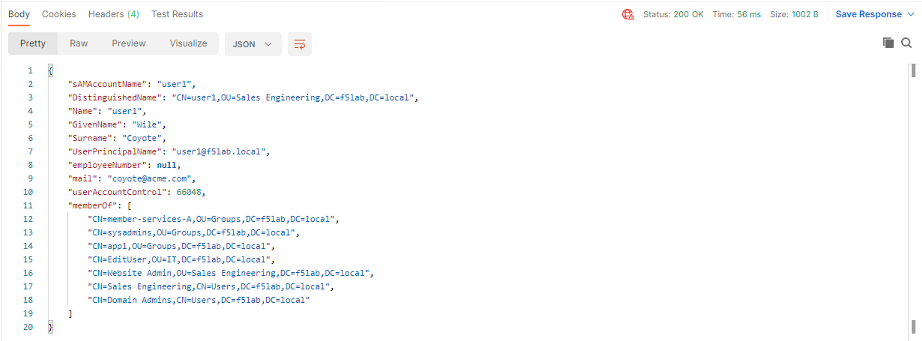 Body Cookies Headers (4) Test Results Status: 200 OK Time: 56 ms Size: 1002 B Save Response
Pretty Raw Preview Visualize JSON
1 {
2 "sAMAccountName": "user1",
3 "DistinguishedName": "CN=user1,OU=Sales Engineering,DC=f5lab,DC=local",
4 "Name": "user1",
5 "GivenName": "Wile",
6 "Surname": "Coyote",
7 "UserPrincipalName": "user1@f5lab.local",
8 "employeeNumber": null,
9 "mail": "coyote@acme.com",
10 "userAccountControl": 66048,
11 "memberOf": [
12 "CN=member-services-A,OU=Groups,DC=f5lab,DC=local",
13 "CN=sysadmins,OU=Groups,DC=f5lab,DC=local",
14 "CN=app1,OU=Groups,DC=f5lab,DC=local",
15 "CN=EditUser,OU=IT,DC=f5lab,DC=local",
16 "CN=Website Admin,OU=Sales Engineering,DC=f5lab,DC=local",
17 "CN=Sales Engineering,CN=Users,DC=f5lab,DC=local",
18 "CN=Domain Admins,CN=Users,DC=f5lab,DC=local"
19 ]
20 }